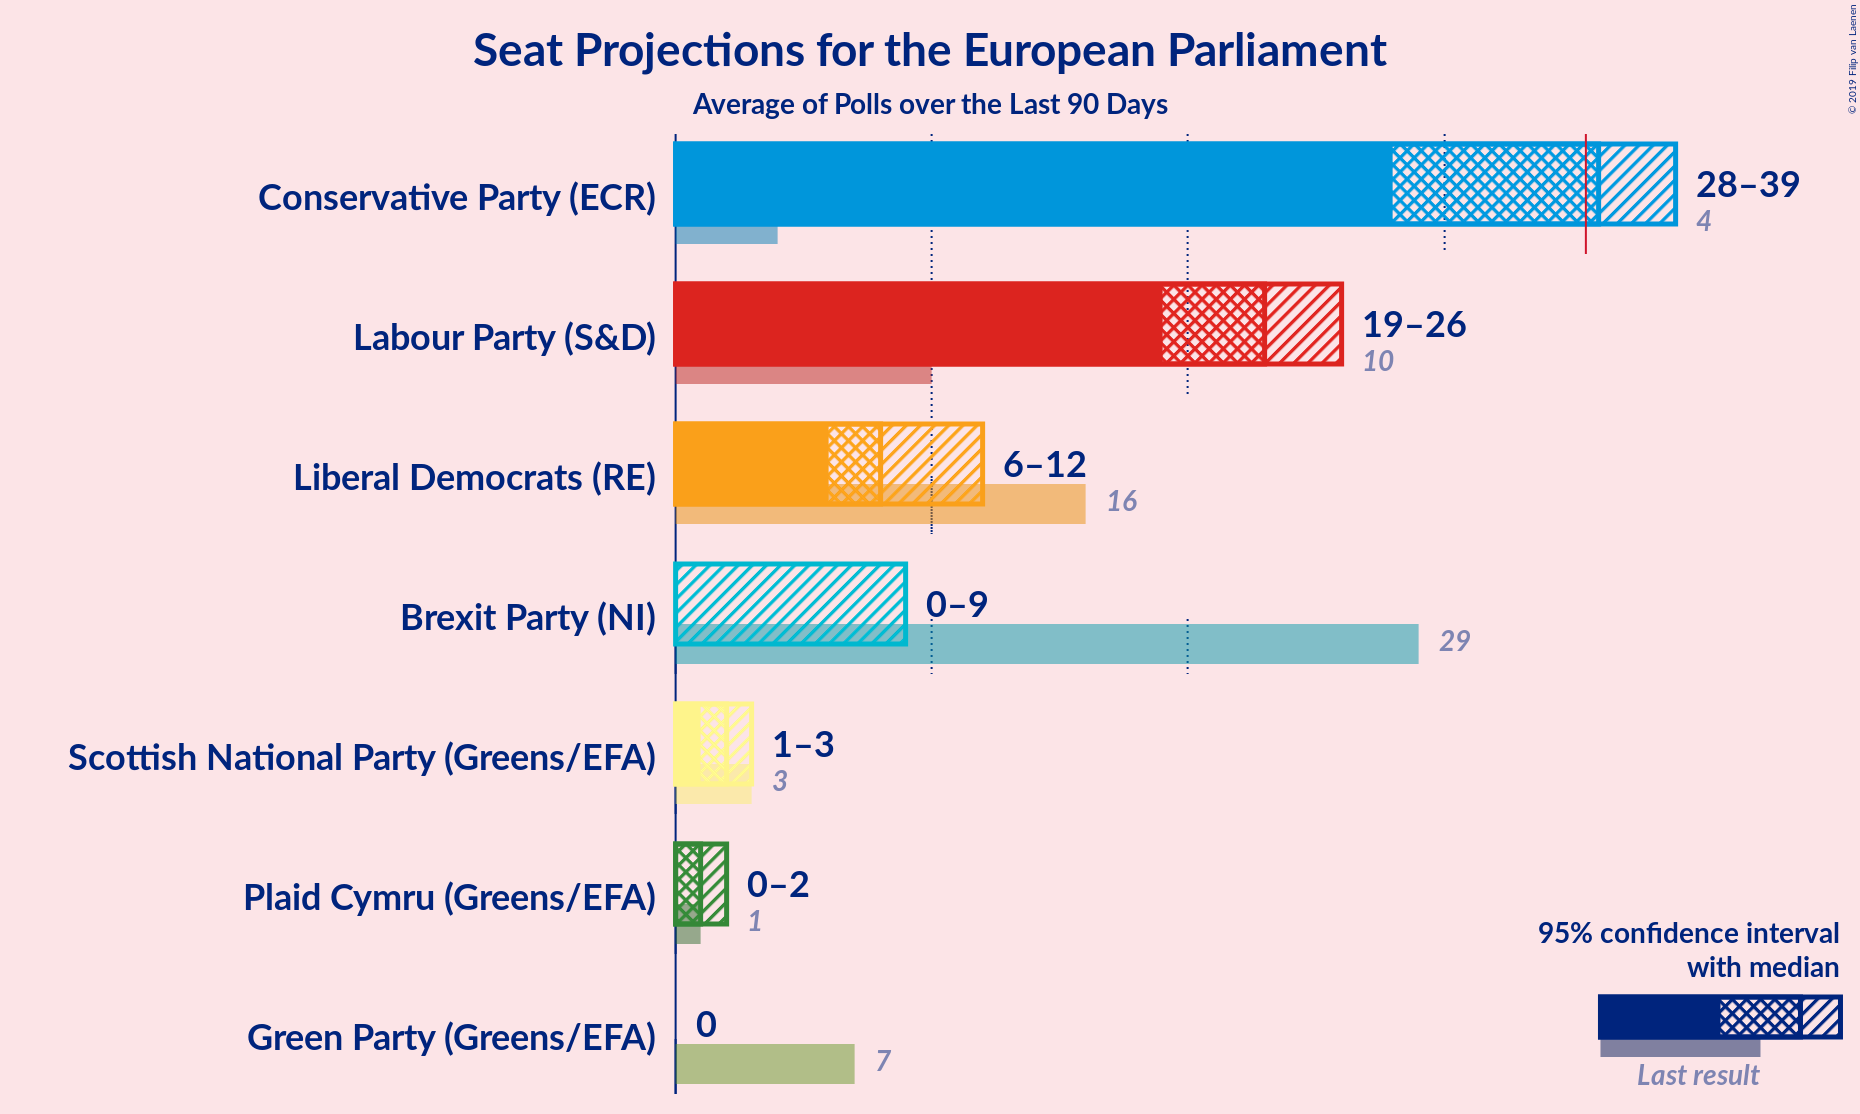 Seat Projections for the European Parliament
Average of Polls over the Last 90 Days
© 2019 Filip van Laenen
Conservative Party (ECR)
28–39
4
Labour Party (S&D)
19–26
10
Liberal Democrats (RE)
6–12
16
Brexit Party (NI)
0–9
29
Scottish National Party (Greens/EFA)
1–3
3
Plaid Cymru (Greens/EFA)
0–2
1
Green Party (Greens/EFA)
0
7
95% confidence interval
with median
Last result